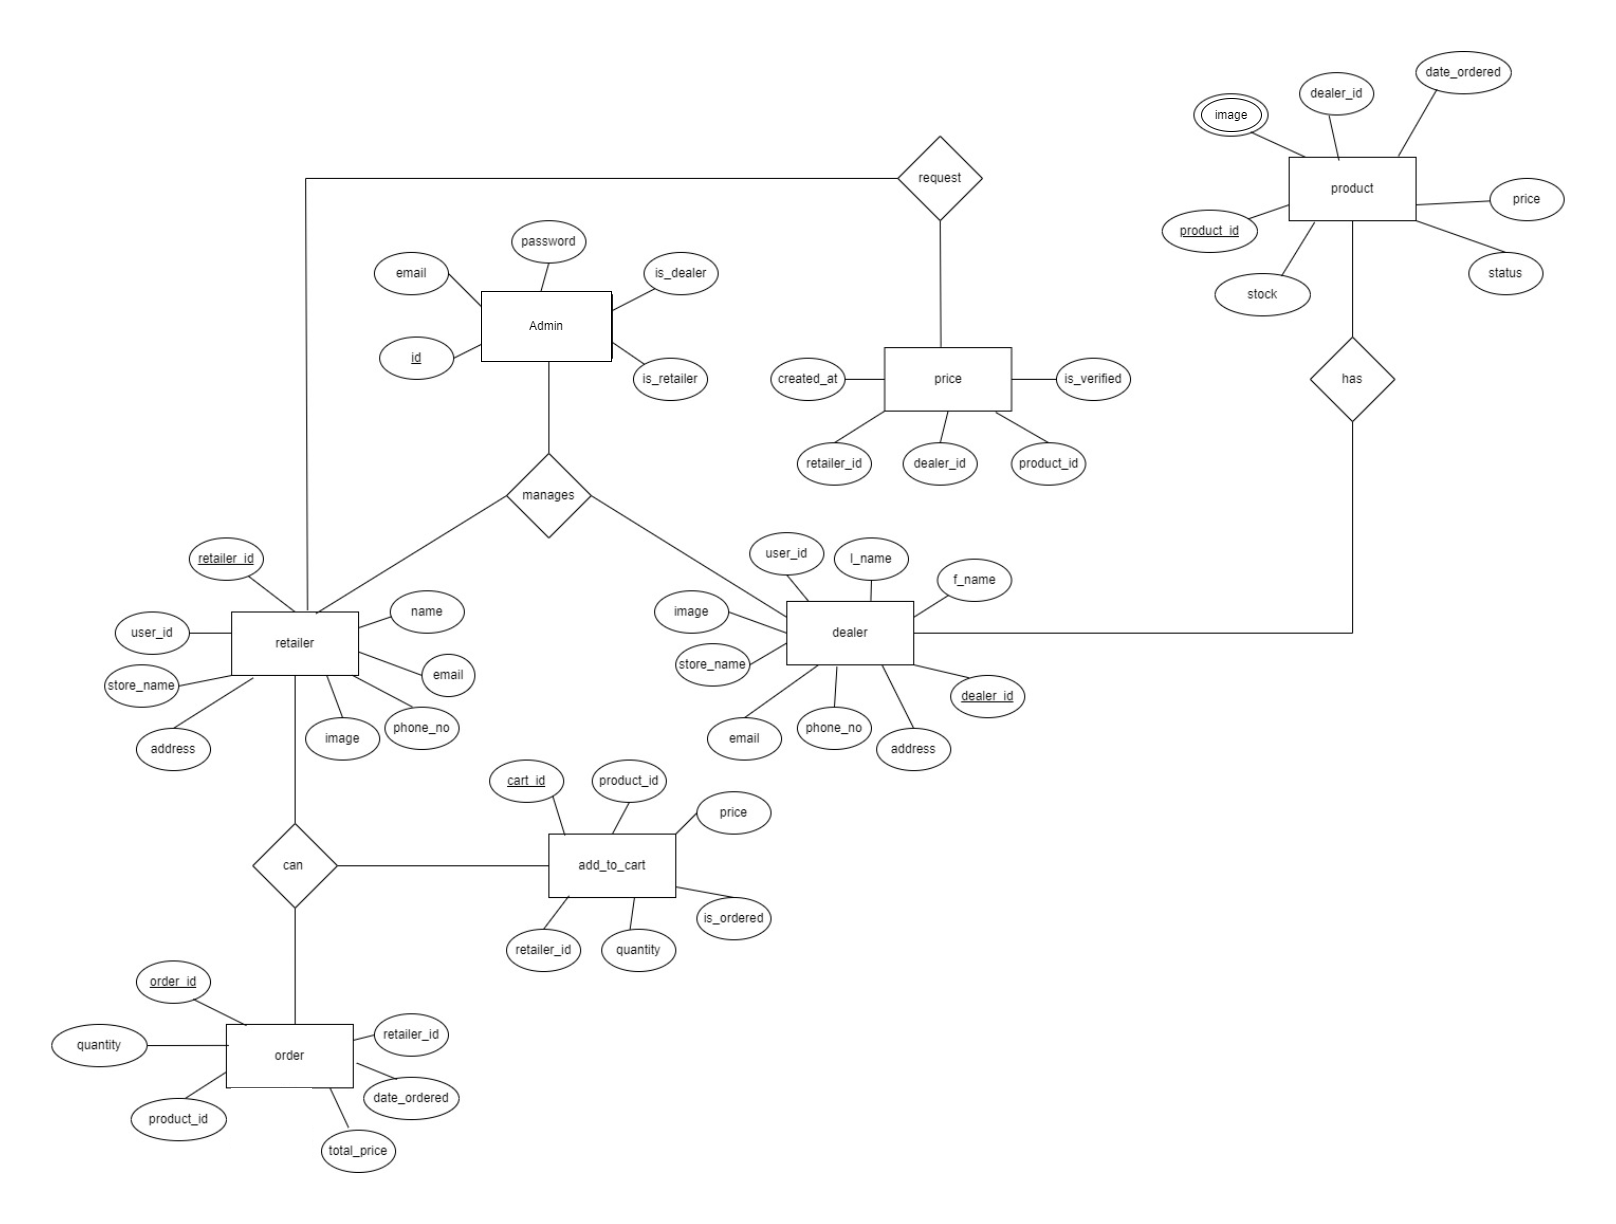 date_ordered
dealer_id
image
request
product
price
product_id
password
email
is_dealer
status
stock
Admin
id
is_retailer
created_at
price
is_verified
has
retailer_id
dealer_id
product_id
manages
retailer_id
user_id
l_name
f_name
name
image
user_id
retailer
dealer
store_name
email
store_name
dealer_id
address
image
phone_no
email
phone_no
address
cart_id
product_id
price
can
add_to_cart
is_ordered
retailer_id
quantity
order_id
retailer_id
quantity
order
date_ordered
product_id
total_price